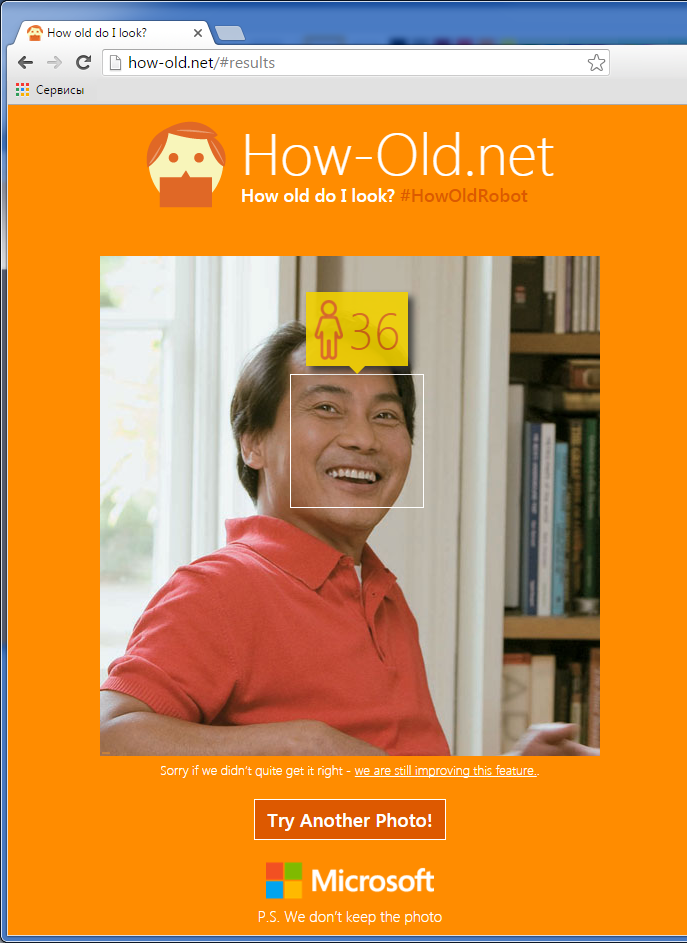 How old do I look?
how-old.net/#results
Сервисы
How-Old.net
How old do I look? #HowOldRobot
36
Sorry if we didn't quite get it right - we are still improving this feature.
Try Another Photo!
Microsoft
P.S. We don't keep the photo